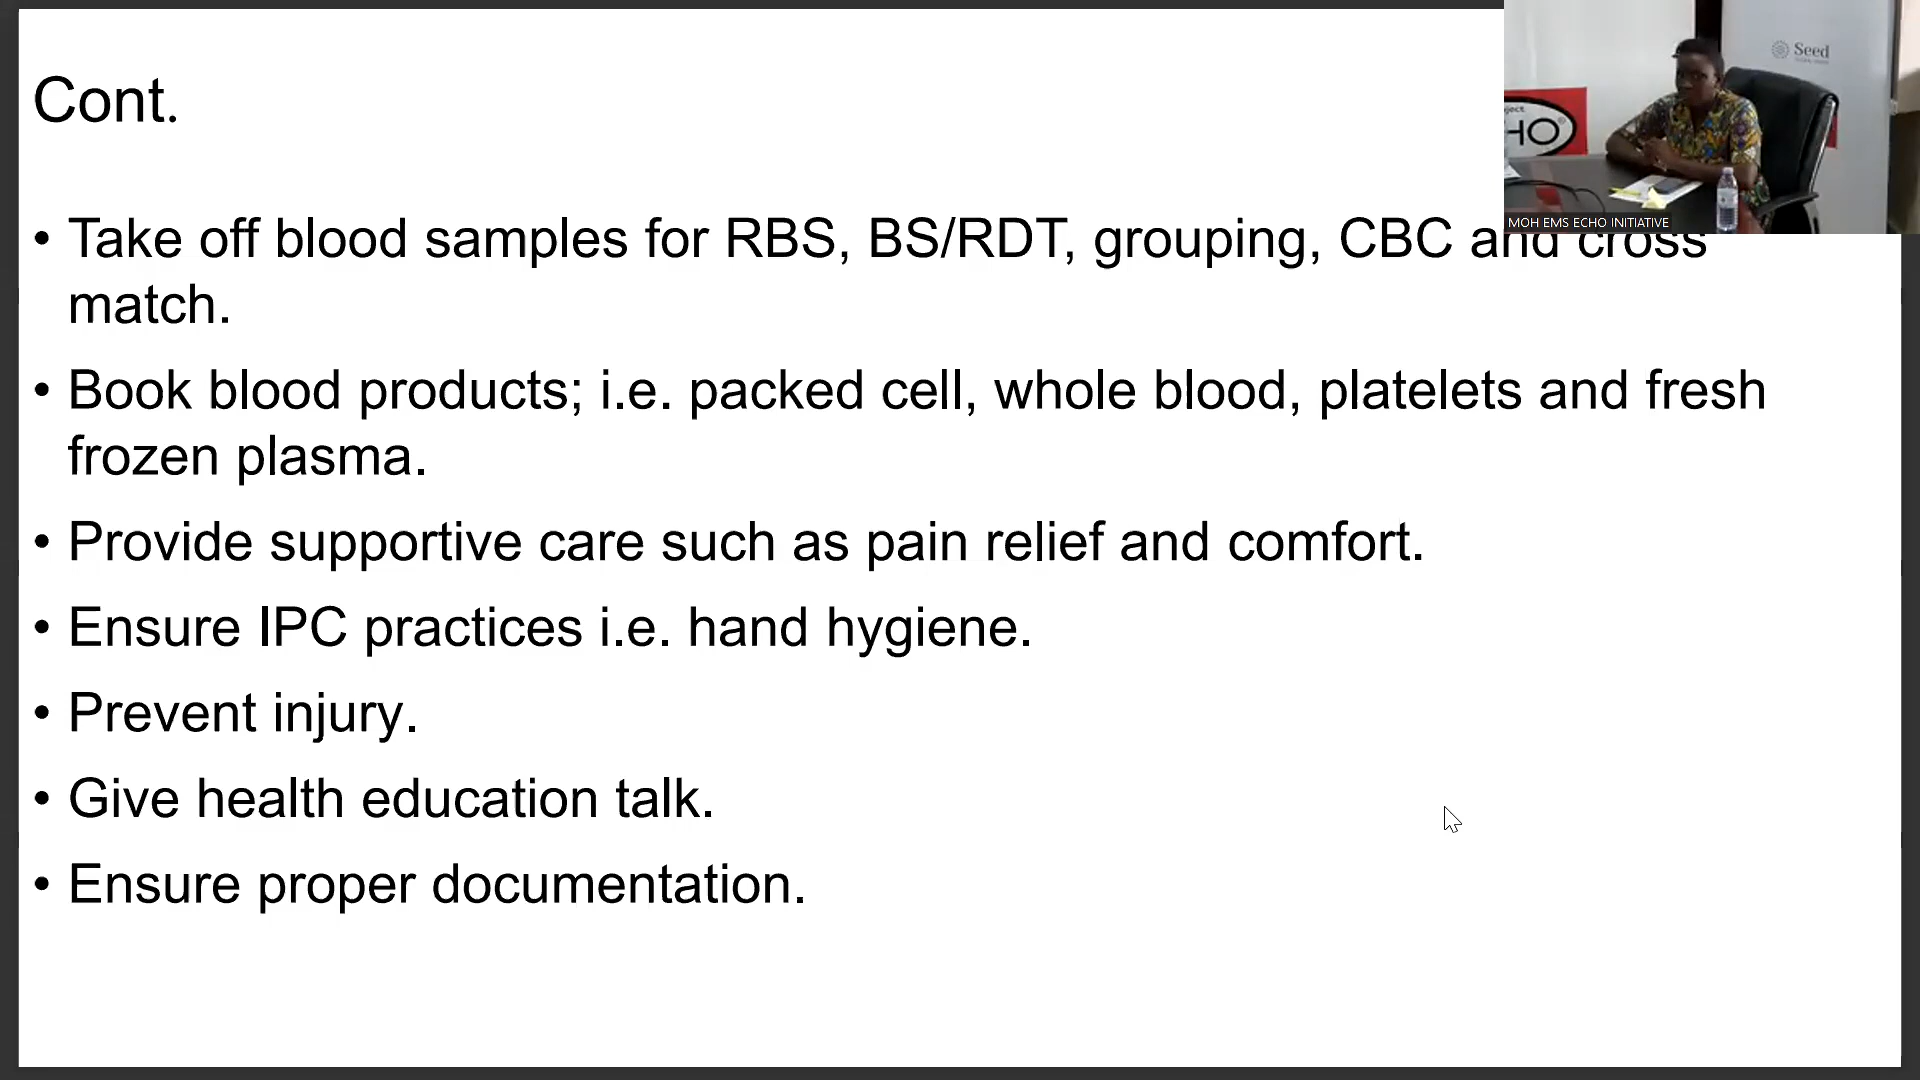 Cont.
Seed
HO®
MOH EMS ECHO INITIATIVE
• Take off blood samples for RBS, BS/RDT, grouping, CBC and cross
match.
• Book blood products; i.e. packed cell, whole blood, platelets and fresh
frozen plasma.
• Provide supportive care such as pain relief and comfort.
• Ensure IPC practices i.e. hand hygiene.
• Prevent injury.
• Give health education talk.
• Ensure proper documentation.